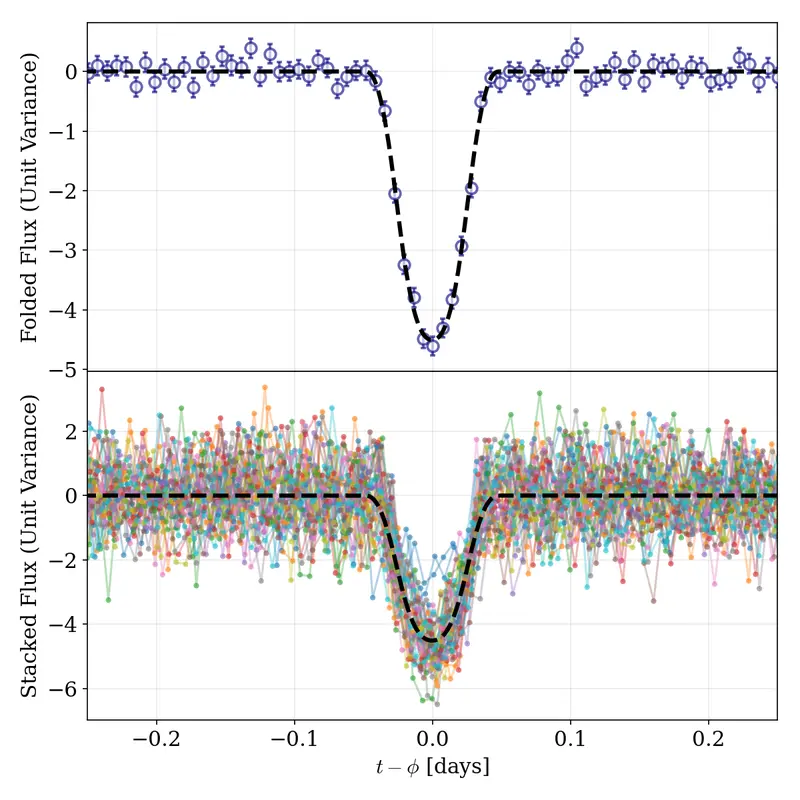 Folded Flux (Unit Variance)
0
−1
−2
−3
−4
−5
Stacked Flux (Unit Variance)
2
0
−2
−4
−6
−0.2 −0.1 0.0 0.1 0.2
t − ϕ [days]